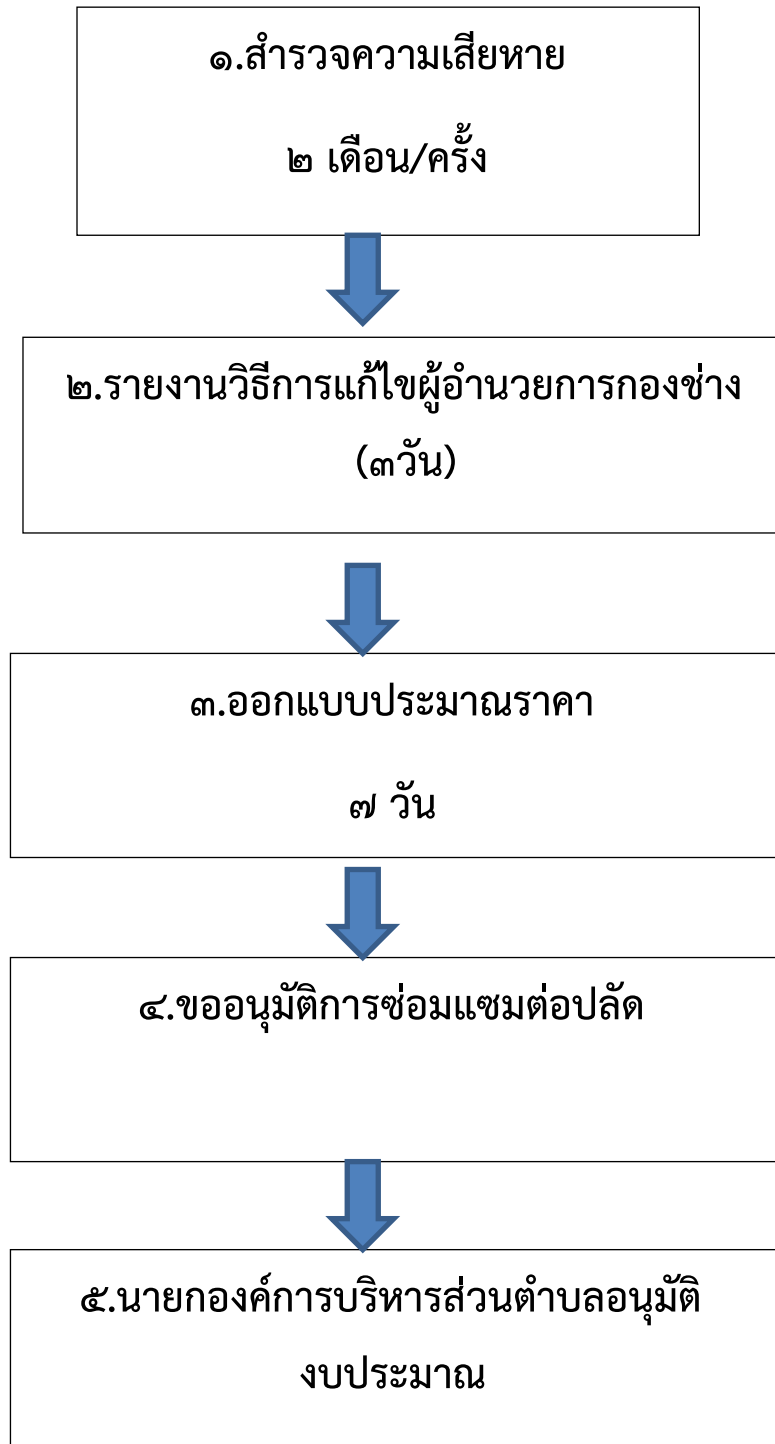 ๑.สำรวจความเสียหาย
๒ เดือน/ครั้ง
๒.รายงานวิธีการแก้ไขผู้อำนวยการกองช่าง
(๓วัน)
๓.ออกแบบประมาณราคา
๗ วัน
๔.ขออนุมัติการซ่อมแซมต่อปลัด
๕.นายกองค์การบริหารส่วนตำบลอนุมัติ
งบประมาณ